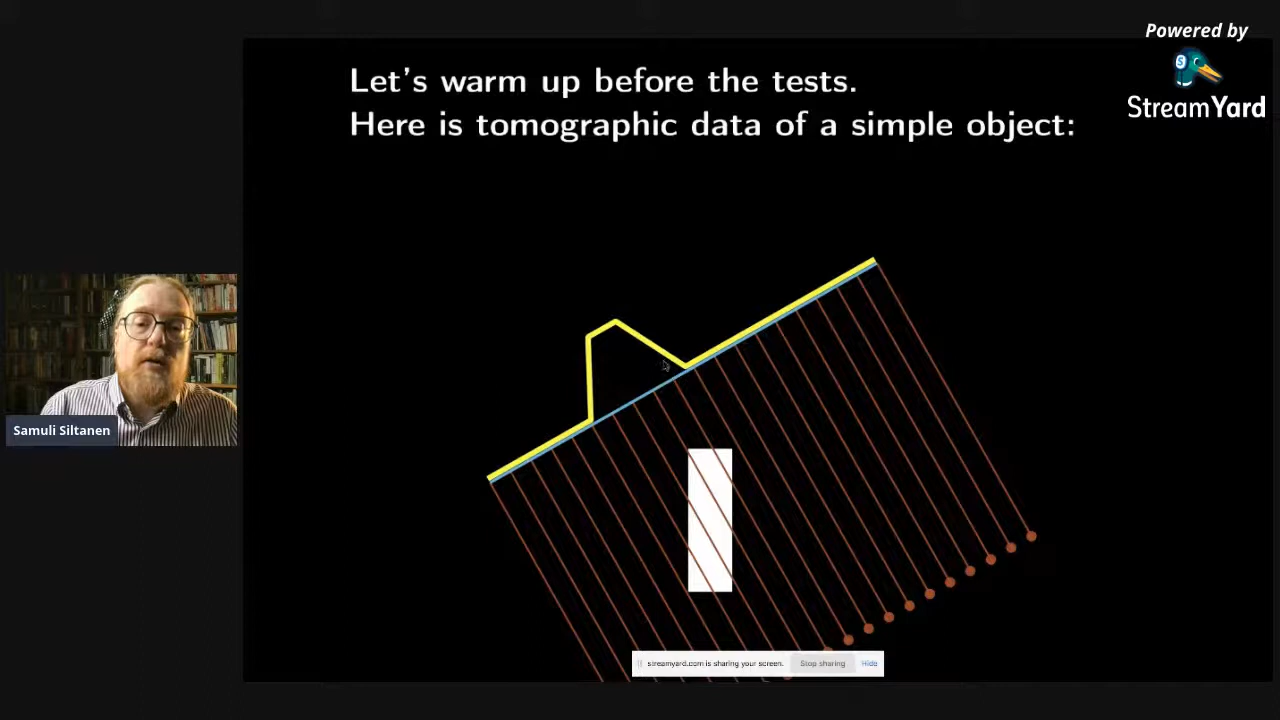 Powered by
StreamYard
Let's warm up before the tests.
Here is tomographic data of a simple object:
Samuli Siltanen
streamyard.com is sharing your screen.
Stop sharing
Hide